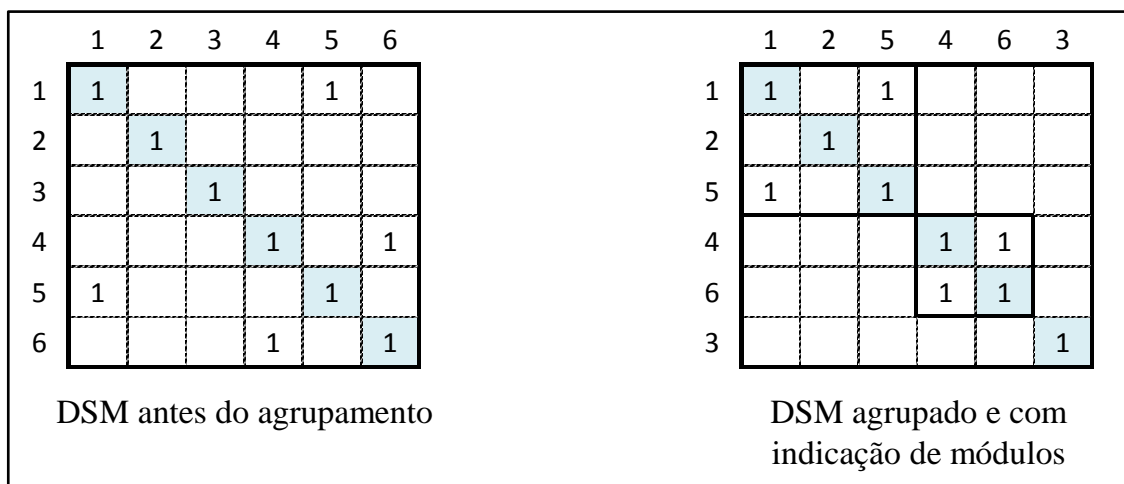 1 2 3 4 5 6
1 1 1
2 1
3 1
4 1 1
5 1 1
6 1 1
DSM antes do agrupamento
1 2 5 4 6 3
1 1 1
2 1
5 1 1
4 1 1
6 1 1
3 1
DSM agrupado e com
indicação de módulos